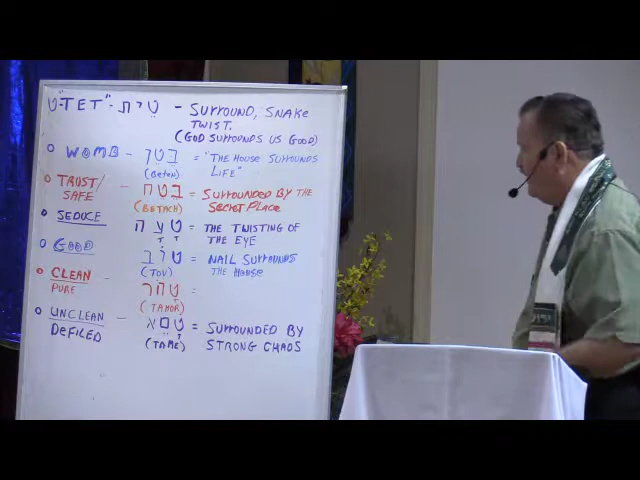 ט "TET" - טית - SURROUND, SNAKE
TWIST.
(GOD SURROUNDS US GOOD)
WOMB - בטן = "THE HOUSE SURROUNDS
(BETEN) LIFE"
TRUST/ - בטח = SURROUNDED BY THE
SAFE (BETACH) SECRET PLACE
SEDUCE טעה = THE TWISTING OF
THE EYE
GOOD טוב = NAIL SURROUNDS
(TOV) THE HOUSE
CLEAN - טהר =
PURE (TAHOR)
UNCLEAN - טמא = SURROUNDED BY
DEFILED (TAME) STRONG CHAOS